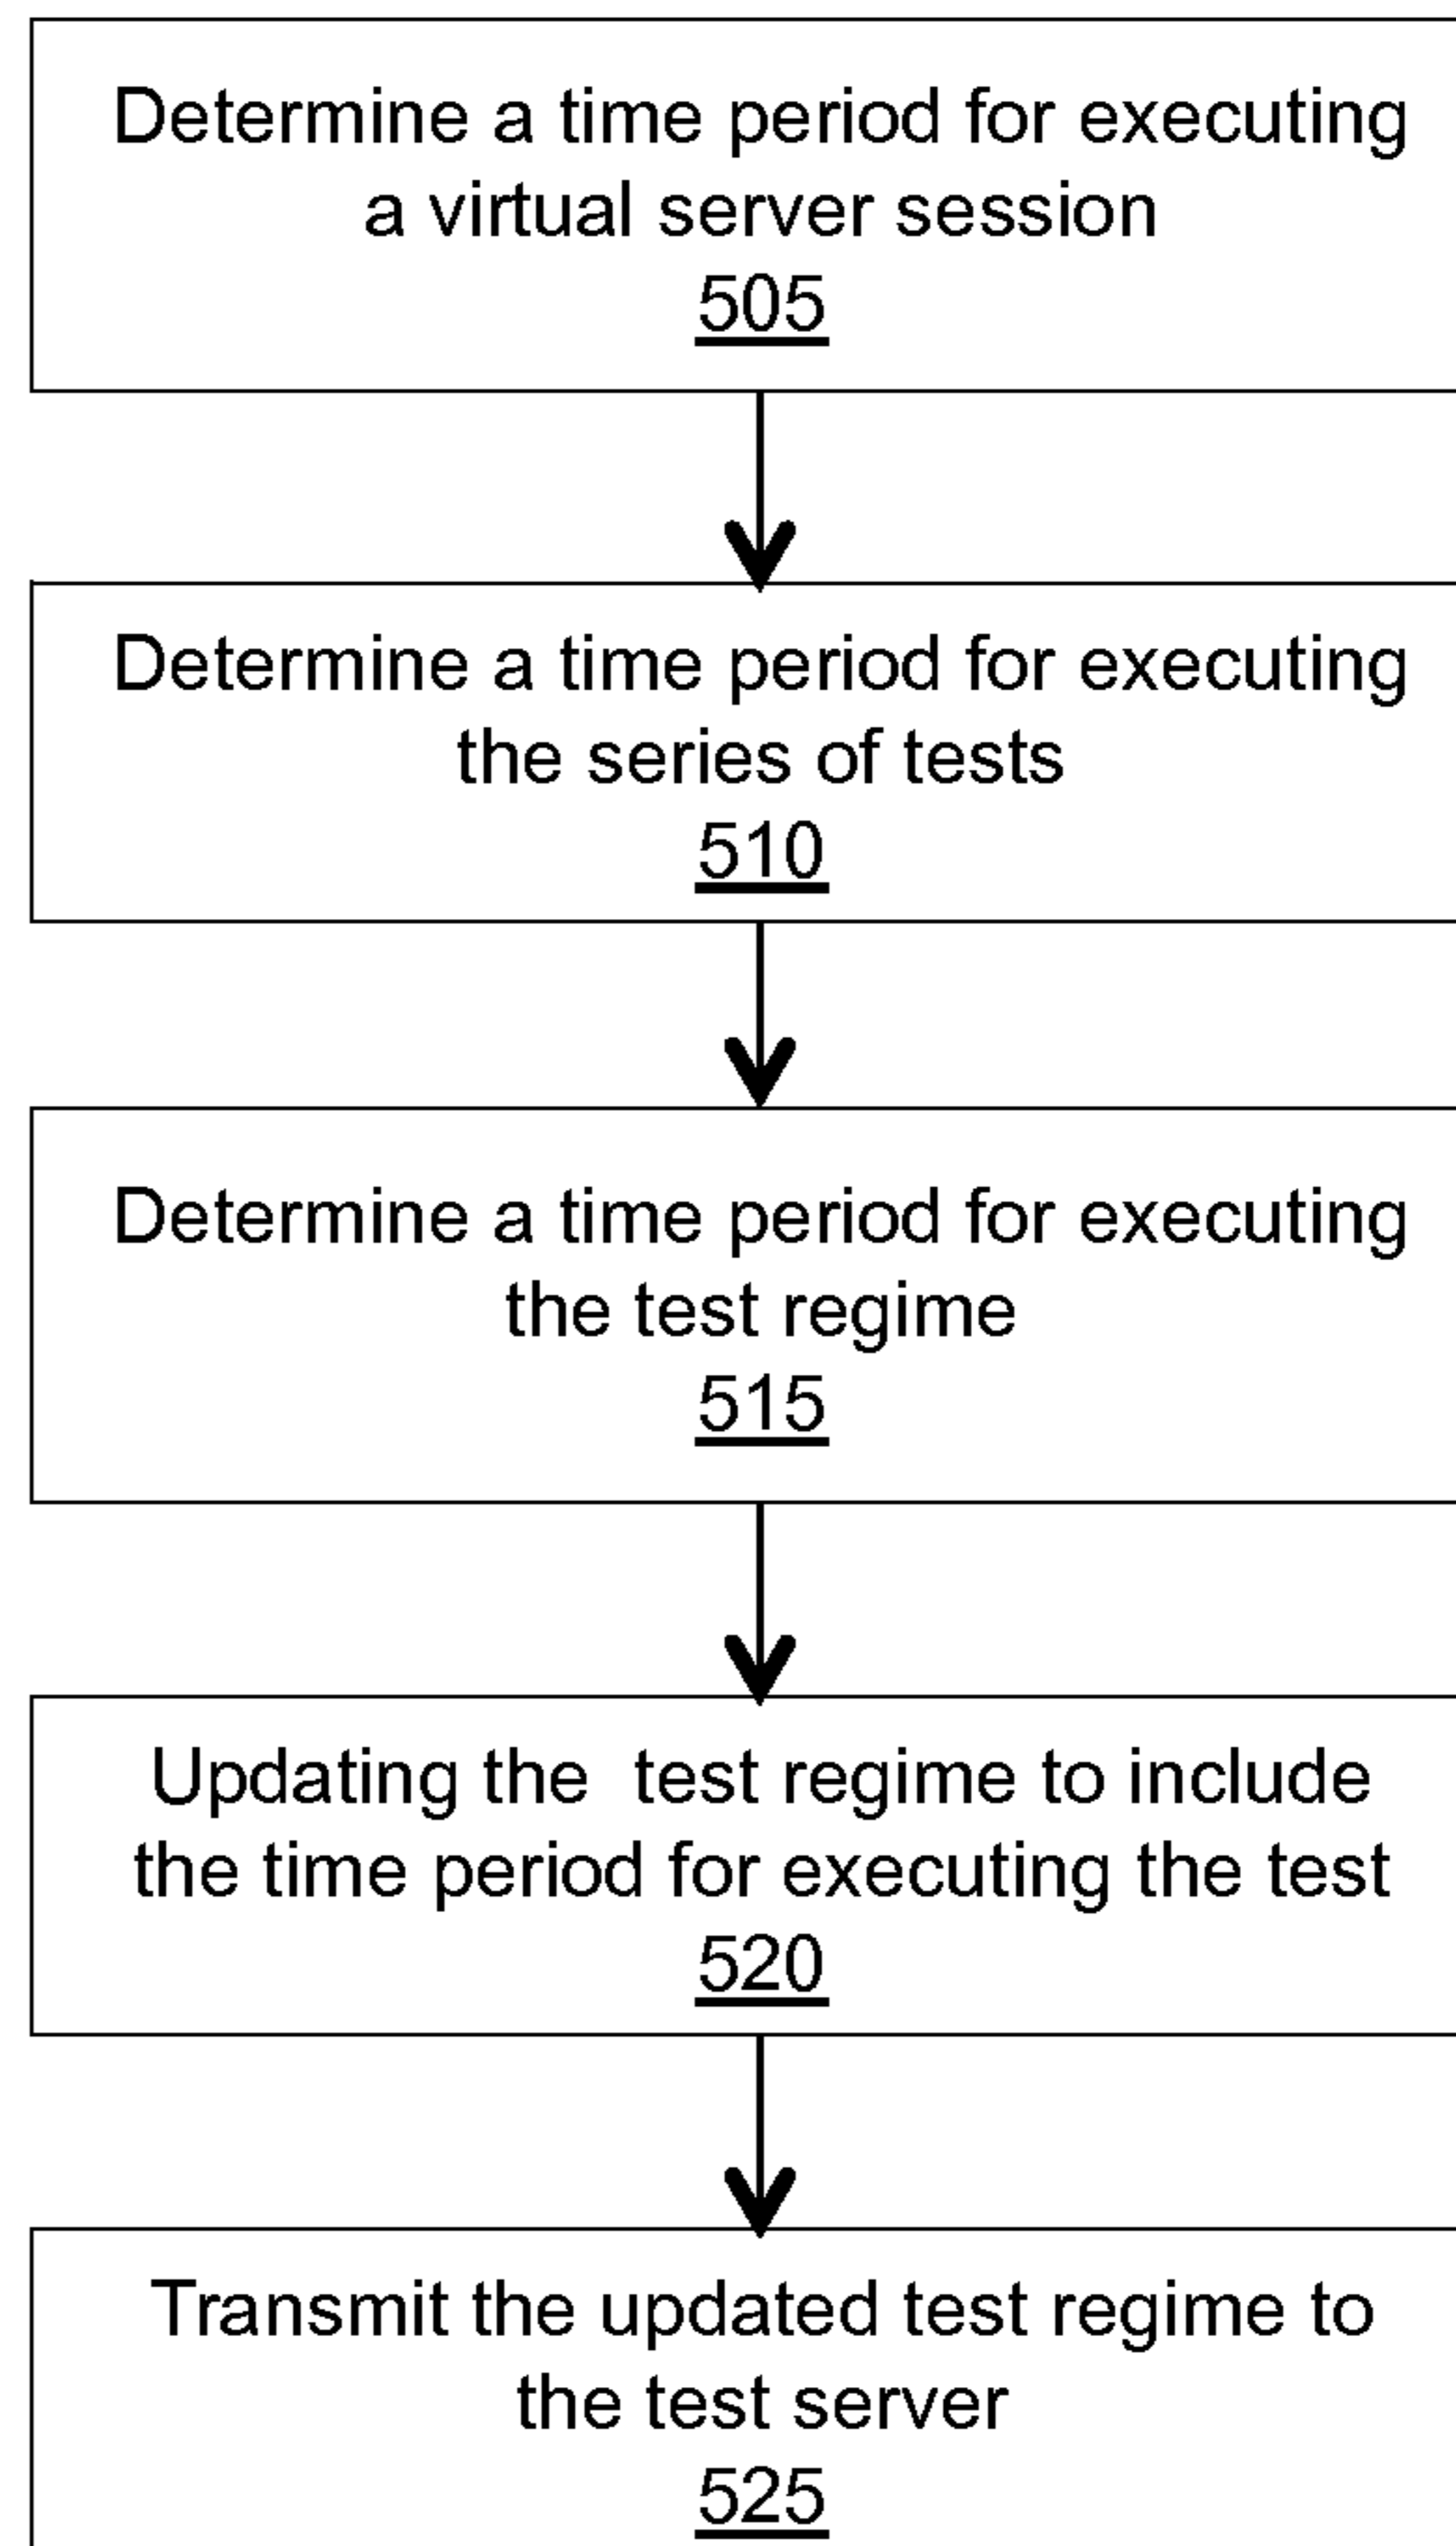 Determine a time period for executing
a virtual server session
505
Determine a time period for executing
the series of tests
510
Determine a time period for executing
the test regime
515
Updating the  test regime to include
the time period for executing the test
520
Transmit the updated test regime to
the test server
525